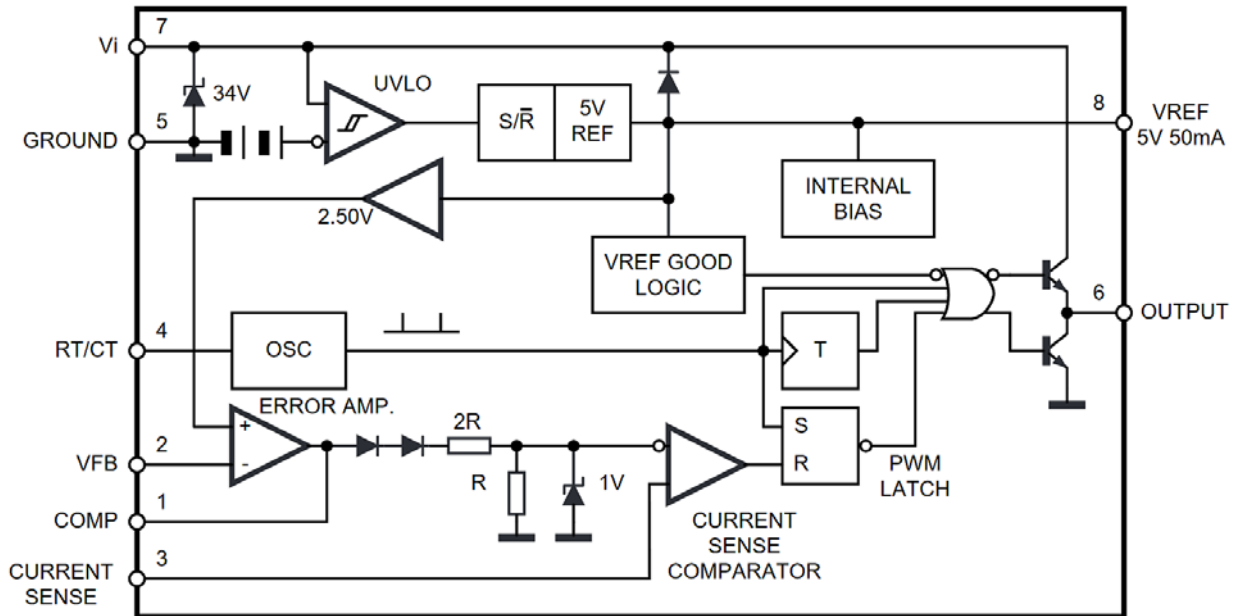 7
Vi
34V
UVLO
S/R̅
5V
REF
8
VREF
5V 50mA
5
GROUND
2.50V
INTERNAL
BIAS
VREF GOOD
LOGIC
6
OUTPUT
4
RT/CT
OSC
T
ERROR AMP.
+
-
2R
R
1V
S
R
PWM
LATCH
2
VFB
1
COMP
CURRENT
SENSE
COMPARATOR
3
CURRENT
SENSE